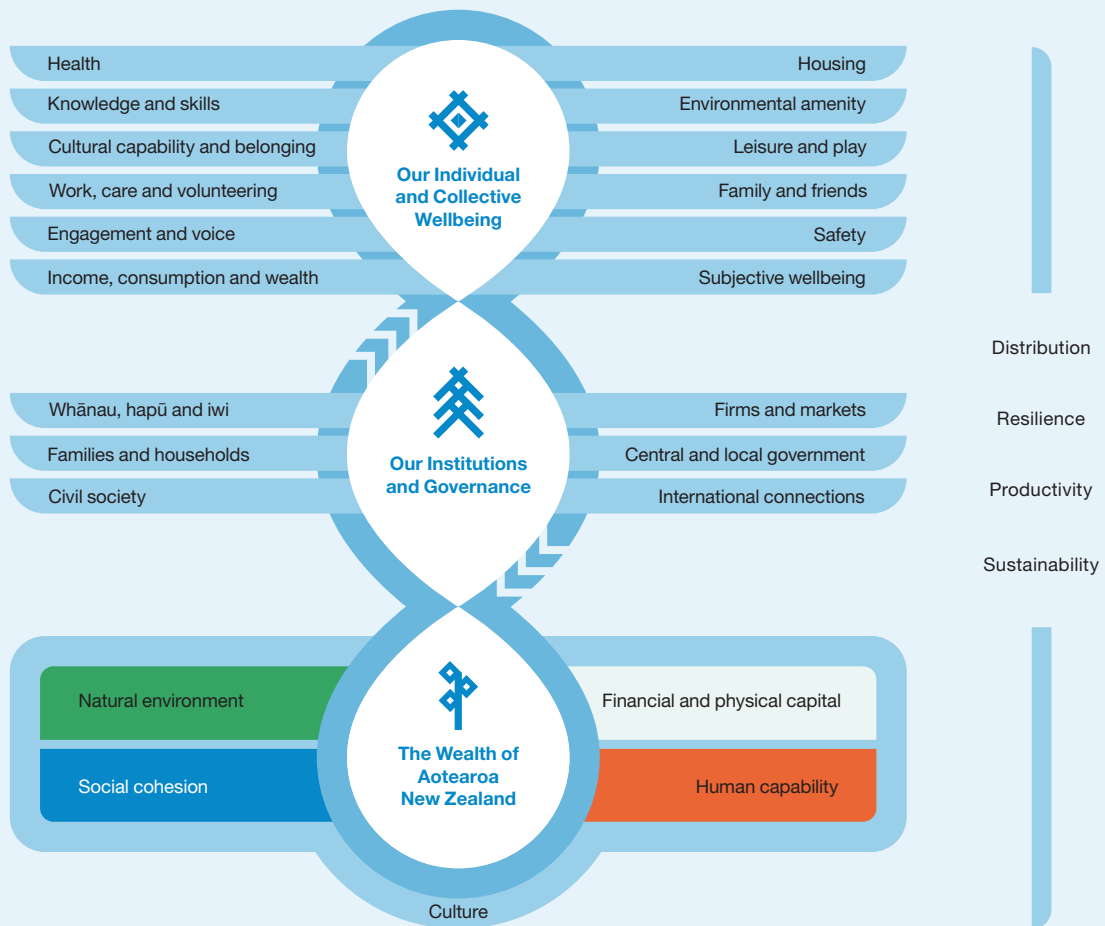 Health
Housing
Knowledge and skills
Environmental amenity
Cultural capability and belonging
Leisure and play
Work, care and volunteering
Family and friends
Engagement and voice
Safety
Income, consumption and wealth
Subjective wellbeing
Our Individual
and Collective
Wellbeing
Whānau, hapū and iwi
Firms and markets
Families and households
Central and local government
Civil society
International connections
Our Institutions
and Governance
Distribution
Resilience
Productivity
Sustainability
Natural environment
Financial and physical capital
Social cohesion
Human capability
The Wealth of
Aotearoa
New Zealand
Culture